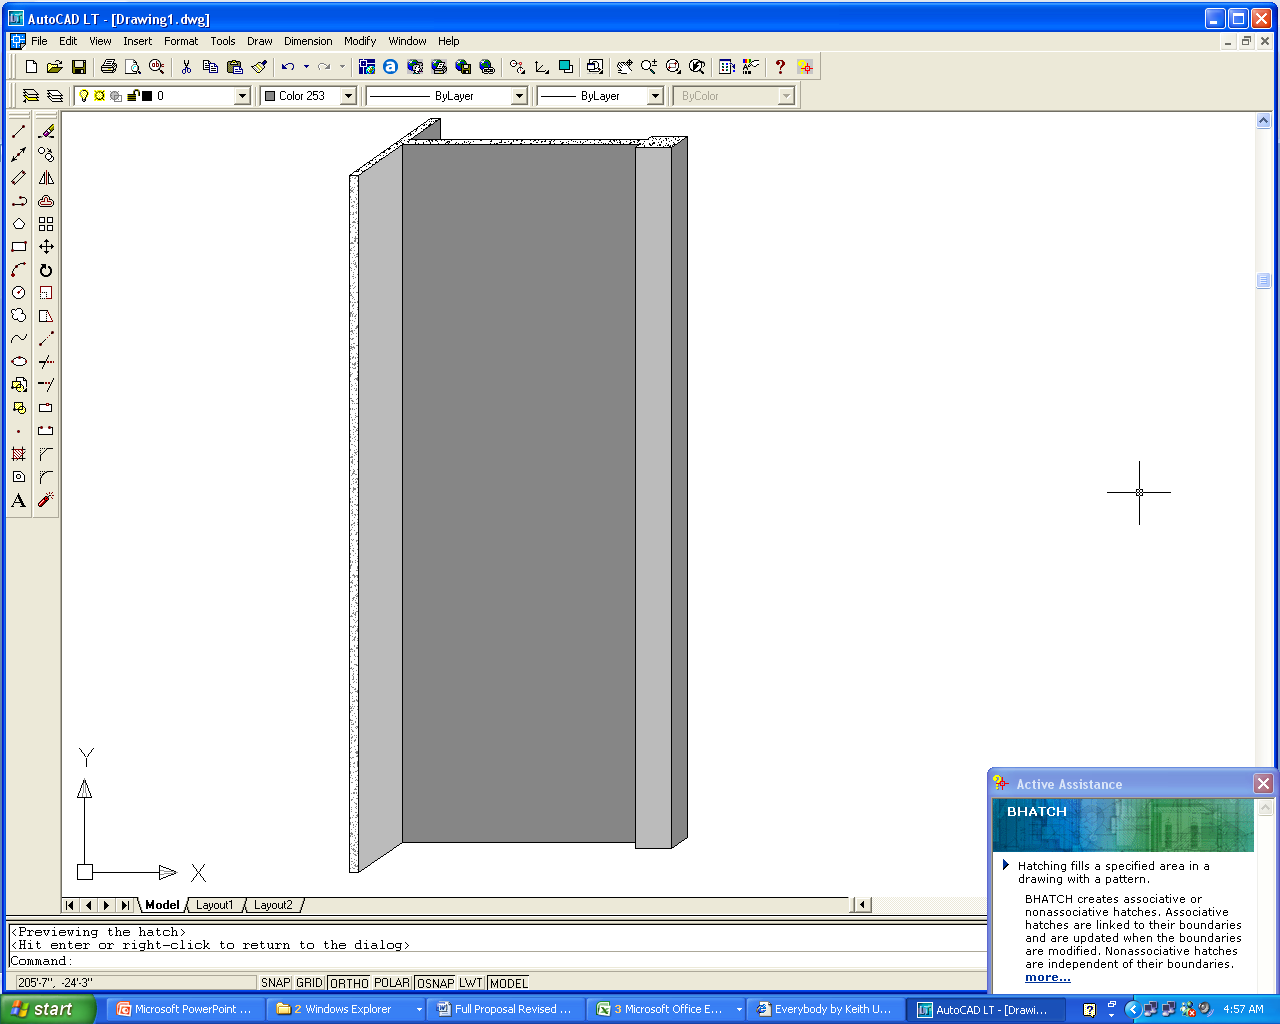 AutoCAD LT - [Drawing1.dwg]
File Edit View Insert Format Tools Draw Dimension Modify Window Help
0 Color 253 ByLayer ByLayer ByColor
A
Y
X
Active Assistance
BHATCH
Hatching fills a specified area in a
drawing with a pattern.
BHATCH creates associative or
nonassociative hatches. Associative
hatches are linked to their boundaries
and are updated when the boundaries
are modified. Nonassociative hatches
are independent of their boundaries.
more...
Model Layout1 Layout2
<Previewing the hatch>
<Hit enter or right-click to return to the dialog>
Command:
205'-7", -24'-3" SNAP GRID ORTHO POLAR OSNAP LWT MODEL
start Microsoft PowerPoint ... 2 Windows Explorer Full Proposal Revised ... 3 Microsoft Office E... Everybody by Keith U... AutoCAD LT - [Drawi... 4:57 AM